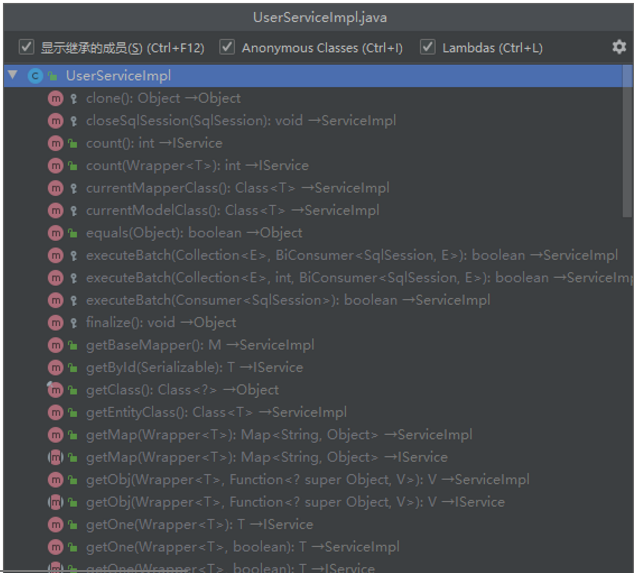 UserServiceImpl.java
显示继承的成员(S) (Ctrl+F12) Anonymous Classes (Ctrl+I) Lambdas (Ctrl+L)
UserServiceImpl
clone(): Object →Object
closeSqlSession(SqlSession): void →ServiceImpl
count(): int →IService
count(Wrapper<T>): int →IService
currentMapperClass(): Class<T> →ServiceImpl
currentModelClass(): Class<T> →ServiceImpl
equals(Object): boolean →Object
executeBatch(Collection<E>, BiConsumer<SqlSession, E>): boolean →ServiceImpl
executeBatch(Collection<E>, int, BiConsumer<SqlSession, E>): boolean →ServiceImpl
executeBatch(Consumer<SqlSession>): boolean →ServiceImpl
finalize(): void →Object
getBaseMapper(): M →ServiceImpl
getById(Serializable): T →IService
getClass(): Class<?> →Object
getEntityClass(): Class<T> →ServiceImpl
getMap(Wrapper<T>): Map<String, Object> →ServiceImpl
getMap(Wrapper<T>): Map<String, Object> →IService
getObj(Wrapper<T>, Function<? super Object, V>): V →ServiceImpl
getObj(Wrapper<T>, Function<? super Object, V>): V →IService
getOne(Wrapper<T>): T →IService
getOne(Wrapper<T>, boolean): T →ServiceImpl
getOne(Wrapper<T>, boolean): T →IService